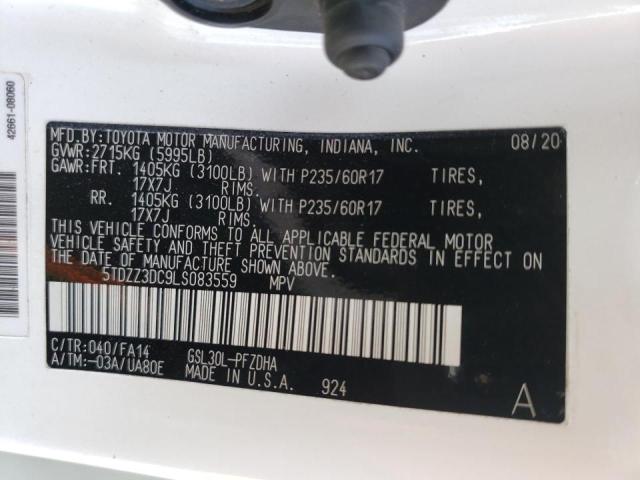 42661-08060
MFD.BY:TOYOTA MOTOR MANUFACTURING, INDIANA, INC. 08/20
GVWR:2715KG (5995LB)
GAWR:FRT. 1405KG (3100LB) WITH P235/60R17 TIRES,
17X7J RIMS.
RR. 1405KG (3100LB) WITH P235/60R17 TIRES,
17X7J RIMS.
THIS VEHICLE CONFORMS TO ALL APPLICABLE FEDERAL MOTOR
VEHICLE SAFETY AND THEFT PREVENTION STANDARDS IN EFFECT ON
THE DATE OF MANUFACTURE SHOWN ABOVE.
5TDZZ3DC9LS083559 MPV
C/TR:040/FA14 GSL30L-PFZDHA
A/TM:-03A/UA80E MADE IN U.S.A. 924
A